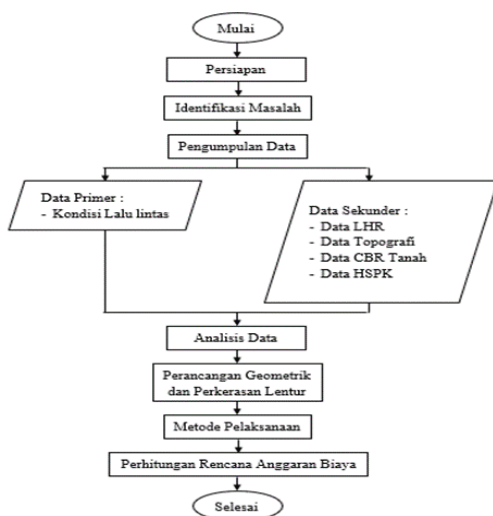 Mulai
Persiapan
Identifikasi Masalah
Pengumpulan Data
Data Primer :
- Kondisi Lalu lintas
Data Sekunder :
- Data LHR
- Data Topografi
- Data CBR Tanah
- Data HSPK
Analisis Data
Perancangan Geometrik
dan Perkerasan Lentur
Metode Pelaksanaan
Perhitungan Rencana Anggaran Biaya
Selesai